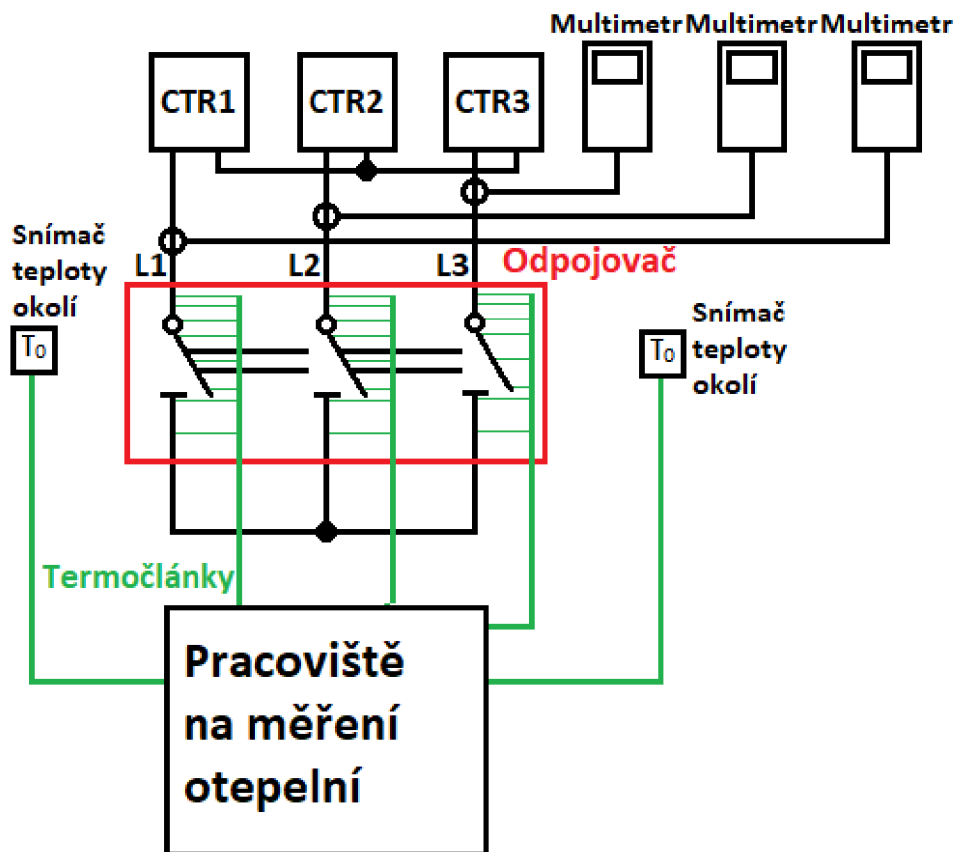 Multimetr Multimetr Multimetr
CTR1 CTR2 CTR3
L1 L2 L3
Odpojovač
Snímač
teploty
okolí
T₀
Snímač
teploty
okolí
T₀
Termočlánky
Pracoviště
na měření
otepelní